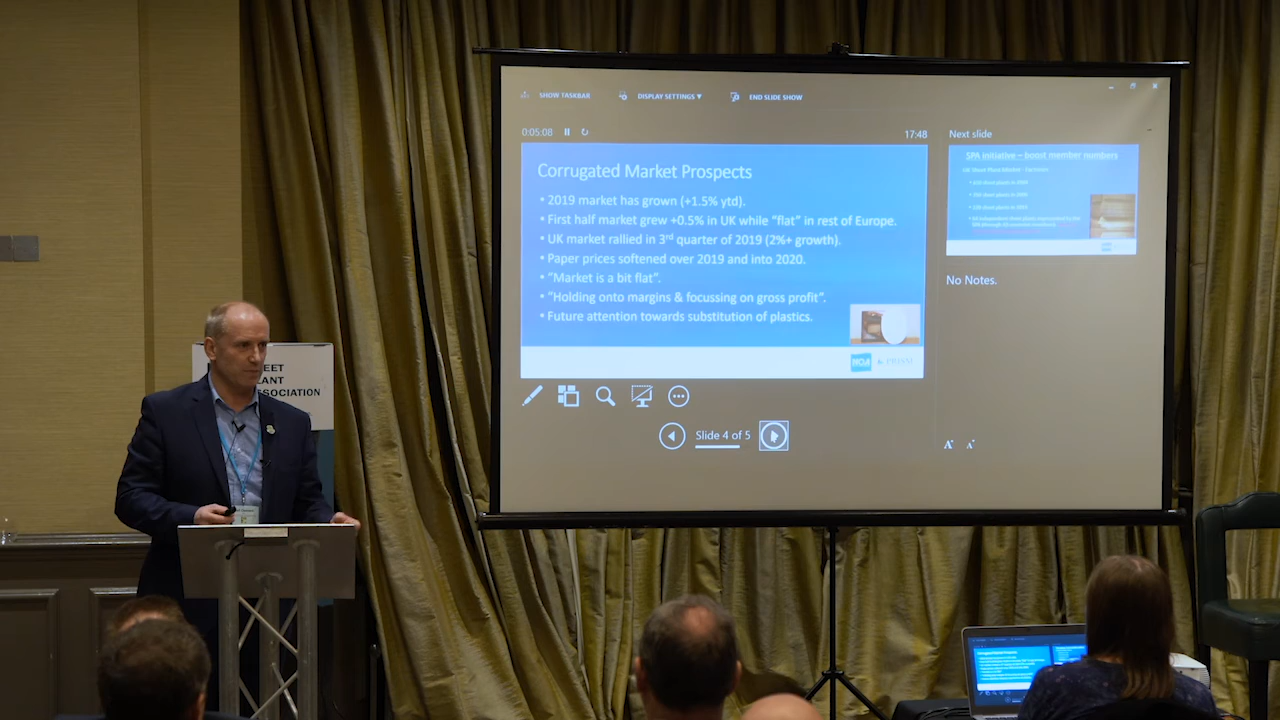 SHOW TASKBAR
DISPLAY SETTINGS ▼
END SLIDE SHOW
0:05:08
17:48
Next slide
Corrugated Market Prospects
• 2019 market has grown (+1.5% ytd).
• First half market grew +0.5% in UK while “flat” in rest of Europe.
• UK market rallied in 3rd quarter of 2019 (2%+ growth).
• Paper prices softened over 2019 and into 2020.
• “Market is a bit flat”.
• “Holding onto margins & focussing on gross profit”.
• Future attention towards substitution of plastics.
SPA initiative – boost member numbers
No Notes.
Slide 4 of 5
A
A
EET
LANT
SSOCIATION